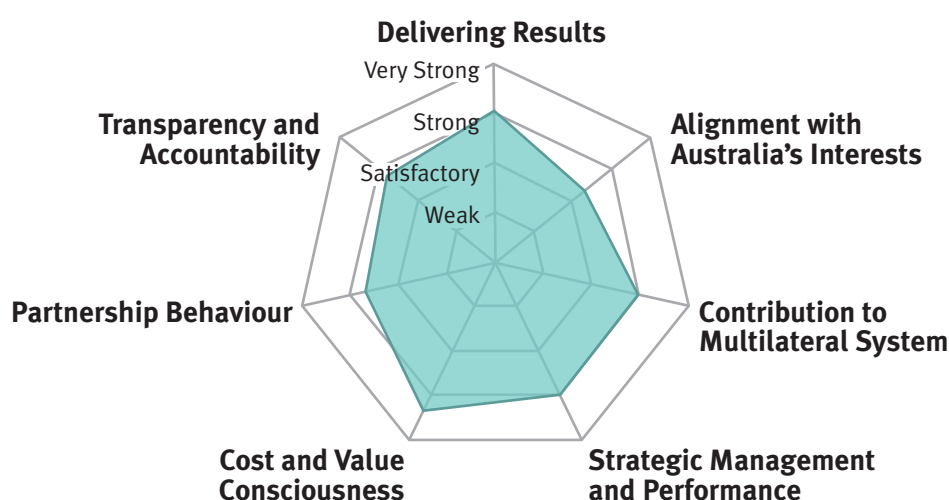 Delivering Results
Very Strong
Strong
Satisfactory
Weak
Transparency and
Accountability
Alignment with
Australia’s Interests
Partnership Behaviour
Contribution to
Multilateral System
Cost and Value
Consciousness
Strategic Management
and Performance